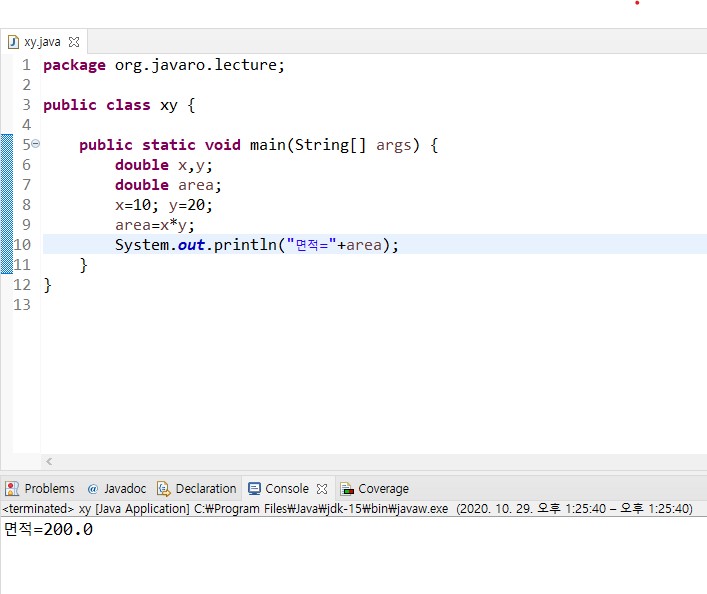 xy.java
1 package org.javaro.lecture;
2
3 public class xy {
4
5 public static void main(String[] args) {
6 double x,y;
7 double area;
8 x=10; y=20;
9 area=x*y;
10 System.out.println("면적="+area);
11 }
12 }
13
Problems @ Javadoc Declaration Console Coverage
<terminated> xy [Java Application] C:₩Program Files₩Java₩jdk-15₩bin₩javaw.exe (2020. 10. 29. 오후 1:25:40 – 오후 1:25:40)
면적=200.0